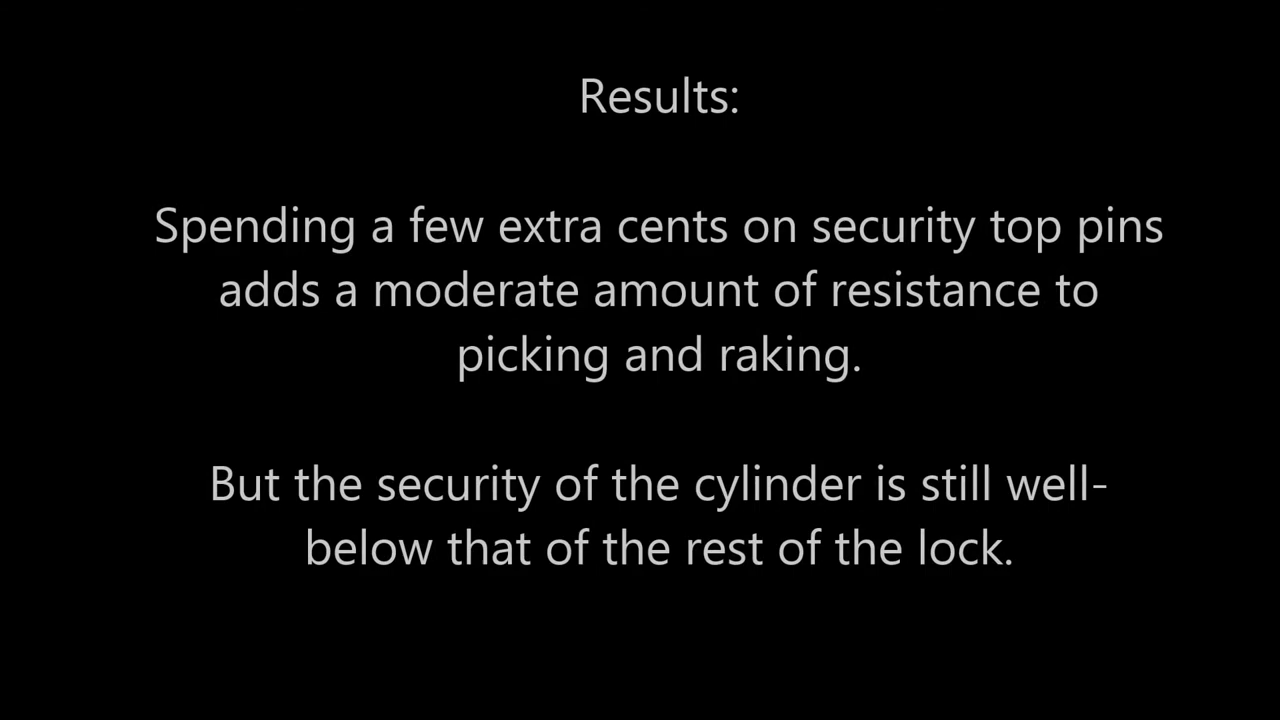 Results:
Spending a few extra cents on security top pins
adds a moderate amount of resistance to
picking and raking.
But the security of the cylinder is still well-
below that of the rest of the lock.